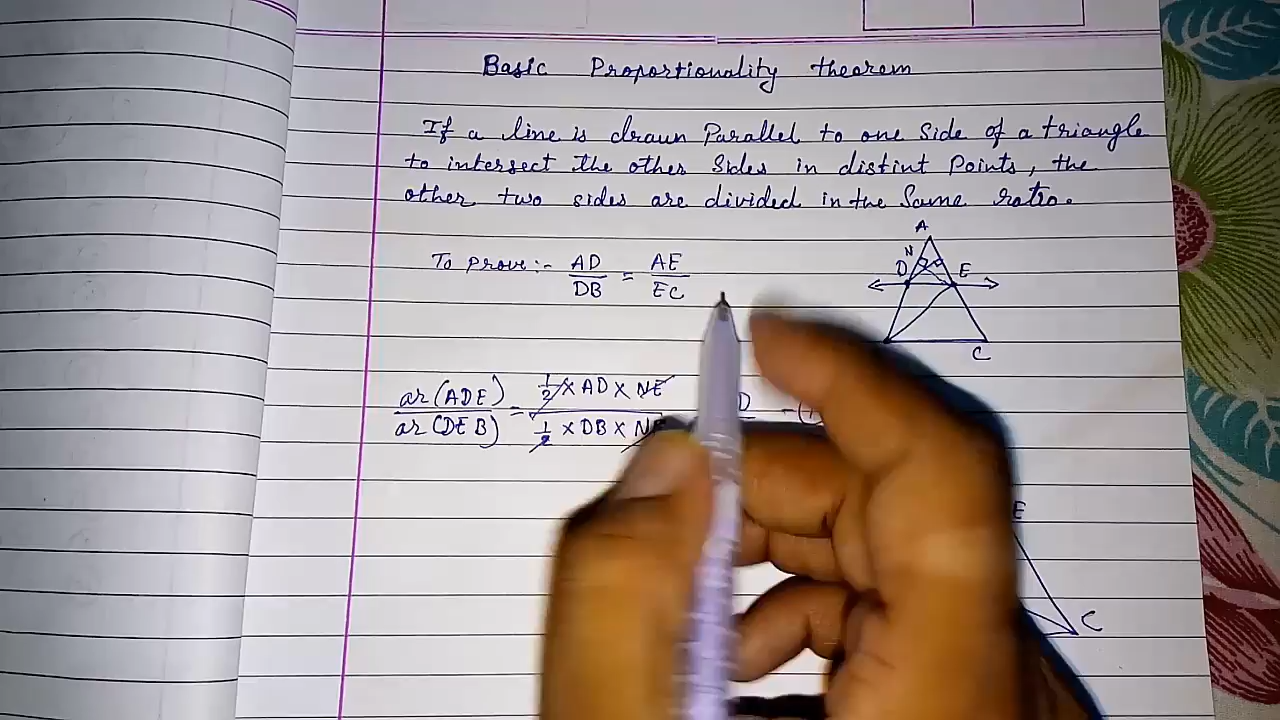 Basic Proportionality theorem
If a line is drawn Parallel to one Side of a triangle
to intersect the other Sides in distint Points, the
other two sides are divided in the Same ratio.
To prove:- AD/DB = AE/EC
A
N
D E
C
ar(ADE)/ar(DEB) = 1/2 × AD × NE / 1/2 × DB × N
E
C